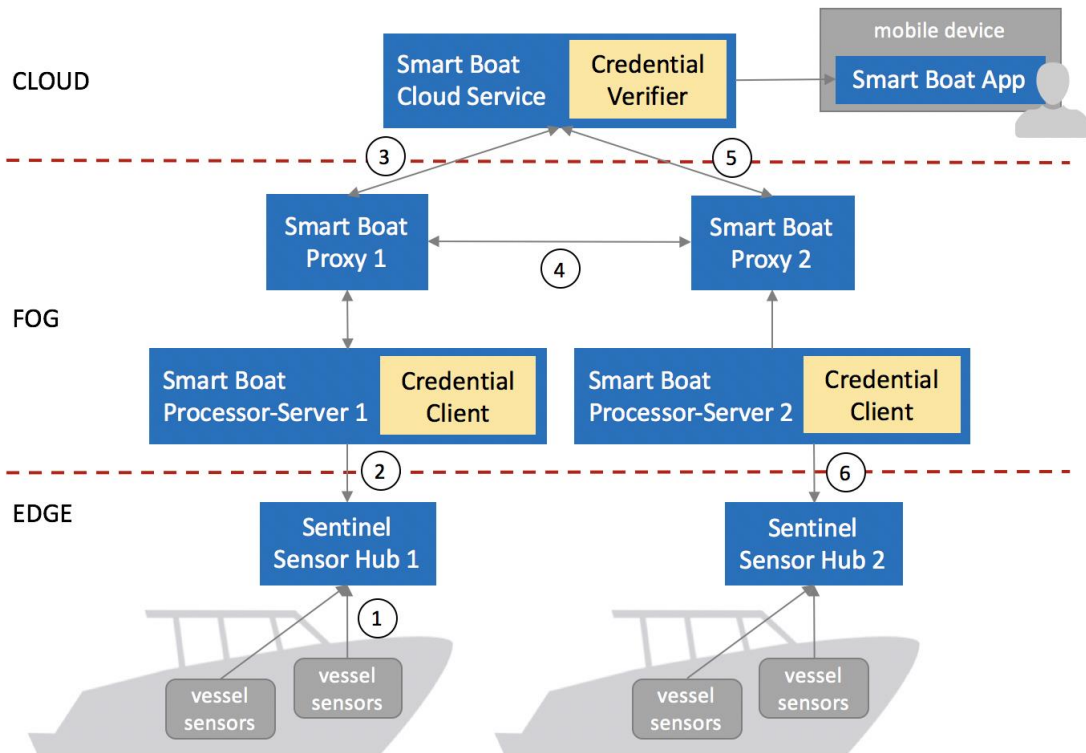 mobile device
Smart Boat App
CLOUD
Smart Boat
Cloud Service
Credential
Verifier
3
5
Smart Boat
Proxy 1
Smart Boat
Proxy 2
4
FOG
Smart Boat
Processor-Server 1
Credential
Client
Smart Boat
Processor-Server 2
Credential
Client
2
6
EDGE
Sentinel
Sensor Hub 1
Sentinel
Sensor Hub 2
1
vessel
sensors
vessel
sensors
vessel
sensors
vessel
sensors